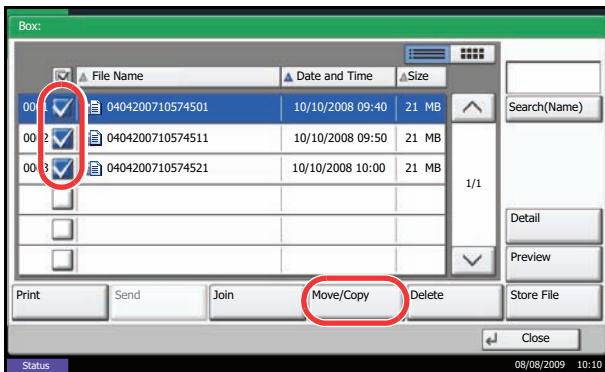 Box:
File Name Date and Time Size
0001 0404200710574501 10/10/2008 09:40 21 MB
0002 0404200710574511 10/10/2008 09:50 21 MB
0003 0404200710574521 10/10/2008 10:00 21 MB
1/1
Search(Name)
Detail
Preview
Print Send Join Move/Copy Delete Store File
Close
Status 08/08/2009 10:10